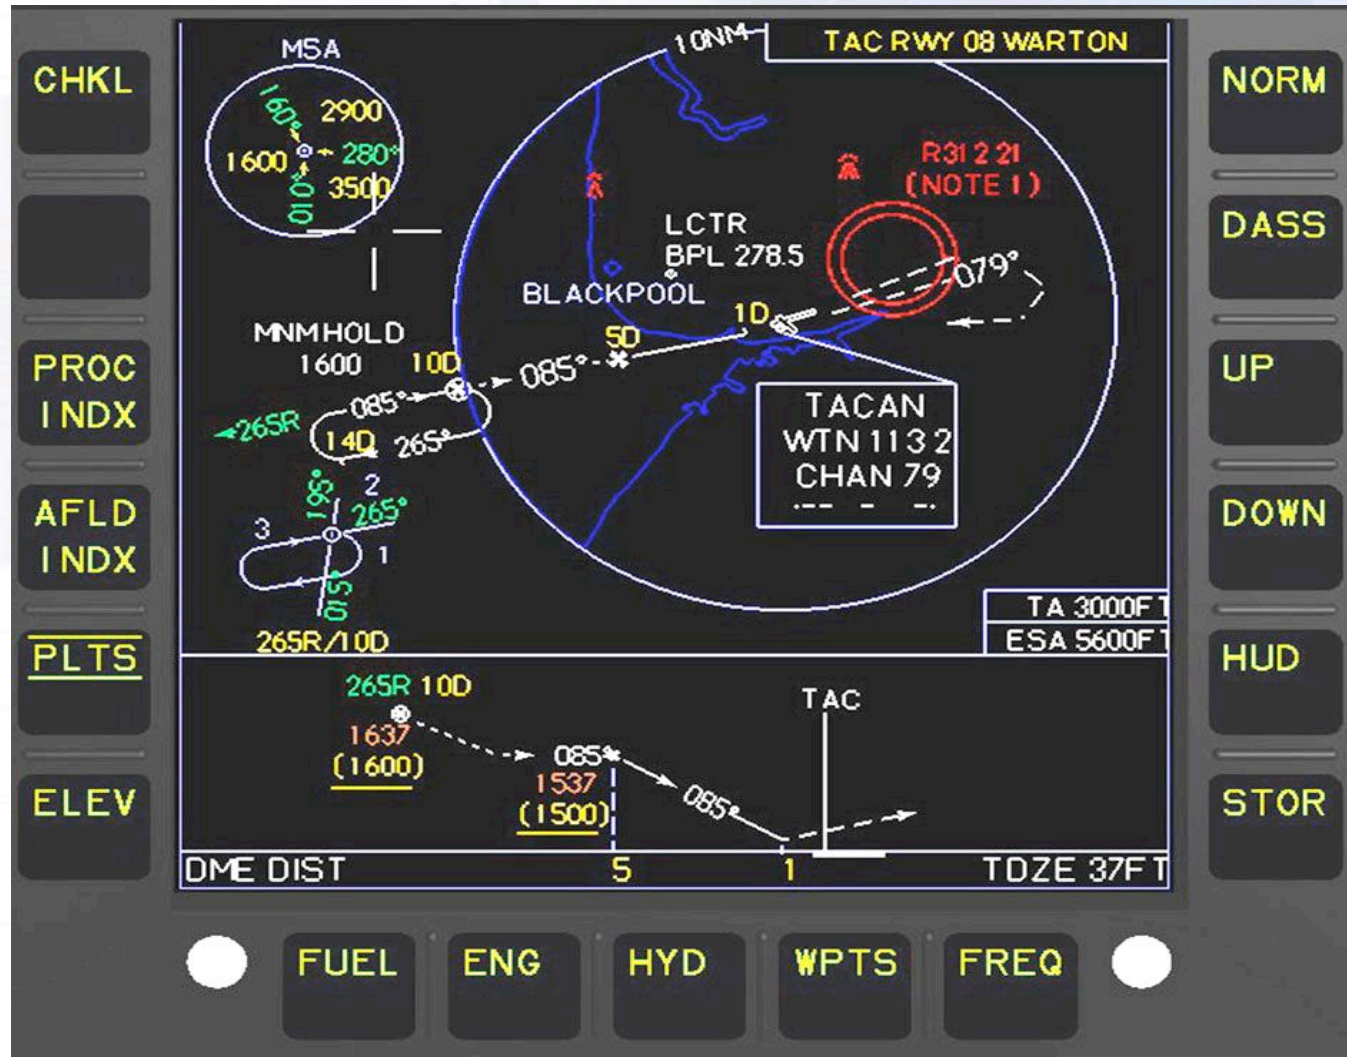 CHKL
PROC
INDX
AFLD
INDX
PLTS
ELEV
MSA
160°
2900
1600
280°
3500
010°
10NM
TAC RWY 08 WARTON
R312 21
(NOTE 1)
LCTR
BPL 278.5
BLACKPOOL
1D
079°
5D
MNM HOLD
1600
10D
085°
085°
265R
14D
265°
TACAN
WTN 113 2
CHAN 79
·-- - -·
195°
2
265°
3
1
015°
265R/10D
TA 3000FT
ESA 5600FT
265R 10D
1637
(1600)
085°
1537
(1500)
085°
TAC
DME DIST
5
1
TDZE 37FT
NORM
DASS
UP
DOWN
HUD
STOR
FUEL
ENG
HYD
WPTS
FREQ